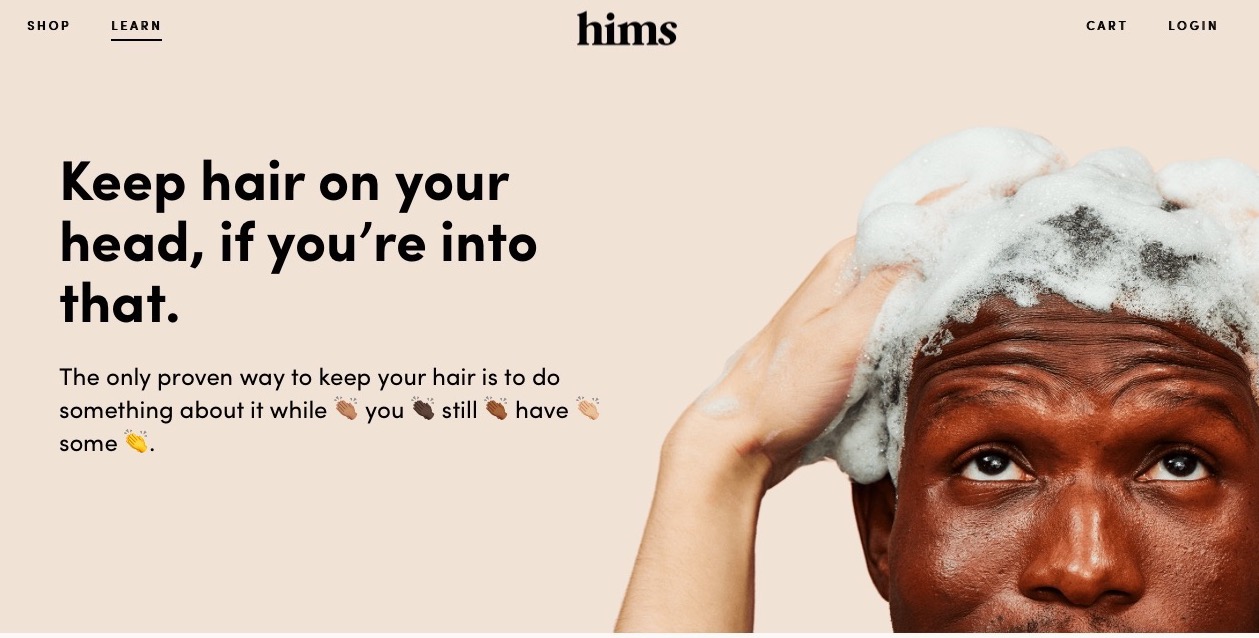 SHOP LEARN hims CART LOGIN
Keep hair on your
head, if you’re into
that.
The only proven way to keep your hair is to do
something about it while 👏🏽 you 👏🏿 still 👏🏾 have 👏🏻
some 👏.